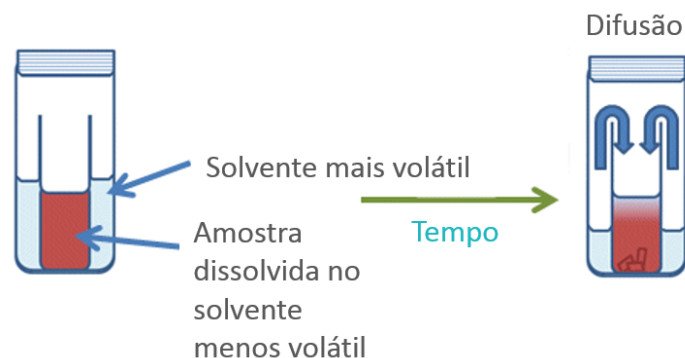 Difusão
Solvente mais volátil
Tempo
Amostra
dissolvida no
solvente
menos volátil